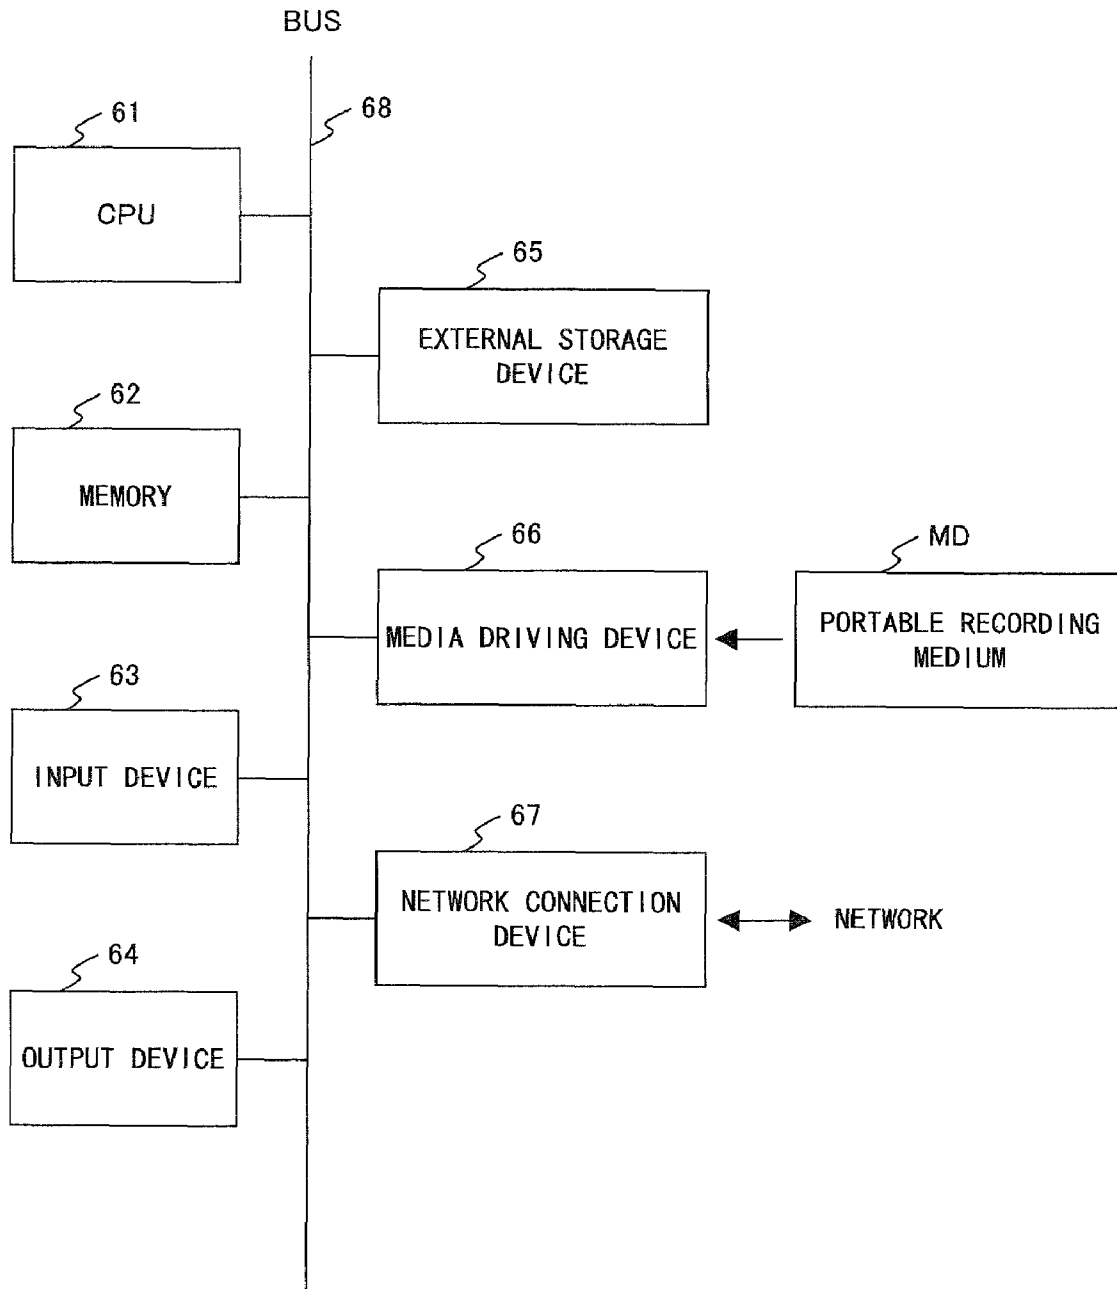 BUS
68
61
CPU
65
EXTERNAL STORAGE
DEVICE
62
MEMORY
66
MEDIA DRIVING DEVICE
MD
PORTABLE RECORDING
MEDIUM
63
INPUT DEVICE
67
NETWORK CONNECTION
DEVICE
NETWORK
64
OUTPUT DEVICE